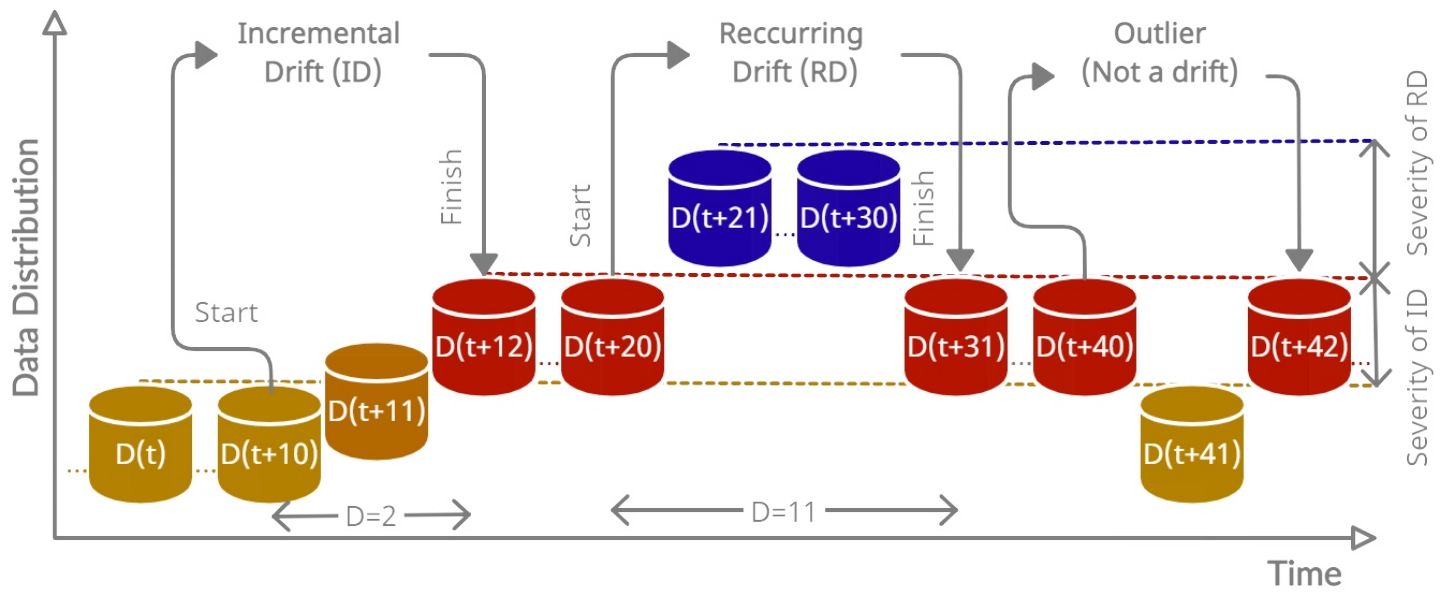 Incremental
Drift (ID)
Reccurring
Drift (RD)
Outlier
(Not a drift)
Severity of RD
Data Distribution
Finish
Start
Finish
D(t+21)
...
D(t+30)
Start
D(t+12)
...
D(t+20)
D(t+31)
...
D(t+40)
D(t+42)
...
Severity of ID
D(t+11)
...
D(t)
...
D(t+10)
D(t+41)
D=2
D=11
Time